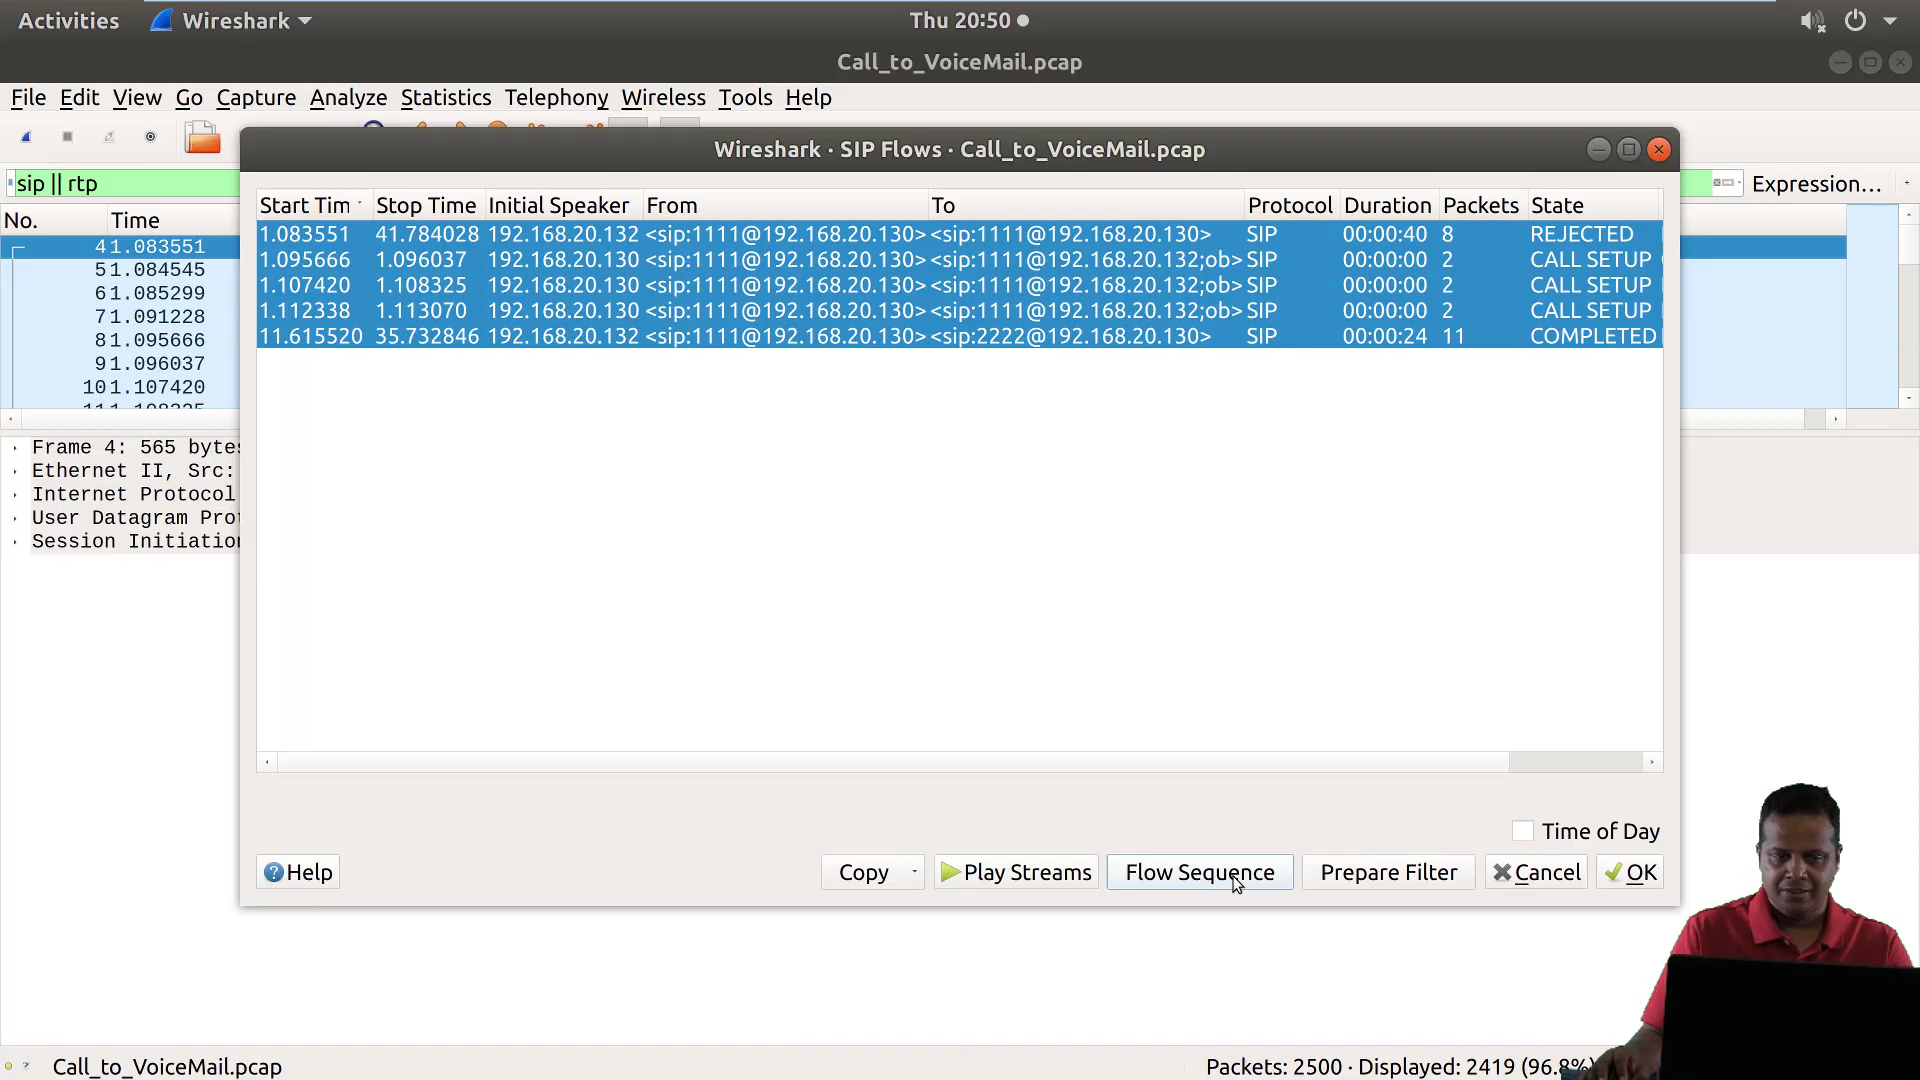 Activities Wireshark Thu 20:50
Call_to_VoiceMail.pcap
File Edit View Go Capture Analyze Statistics Telephony Wireless Tools Help
Wireshark · SIP Flows · Call_to_VoiceMail.pcap
sip || rtp Expression…
No. Time
4 1.083551
5 1.084545
6 1.085299
7 1.091228
8 1.095666
9 1.096037
10 1.107420
Start Tim Stop Time Initial Speaker From To Protocol Duration Packets State
1.083551 41.784028 192.168.20.132 <sip:1111@192.168.20.130> <sip:1111@192.168.20.130> SIP 00:00:40 8 REJECTED
1.095666 1.096037 192.168.20.130 <sip:1111@192.168.20.130> <sip:1111@192.168.20.132;ob> SIP 00:00:00 2 CALL SETUP
1.107420 1.108325 192.168.20.130 <sip:1111@192.168.20.130> <sip:1111@192.168.20.132;ob> SIP 00:00:00 2 CALL SETUP
1.112338 1.113070 192.168.20.130 <sip:1111@192.168.20.130> <sip:1111@192.168.20.132;ob> SIP 00:00:00 2 CALL SETUP
11.615520 35.732846 192.168.20.132 <sip:1111@192.168.20.130> <sip:2222@192.168.20.130> SIP 00:00:24 11 COMPLETED
Frame 4: 565 bytes
Ethernet II, Src:
Internet Protocol
User Datagram Pro
Session Initiation
Time of Day
Help Copy Play Streams Flow Sequence Prepare Filter Cancel OK
Call_to_VoiceMail.pcap Packets: 2500 · Displayed: 2419 (96.8%)